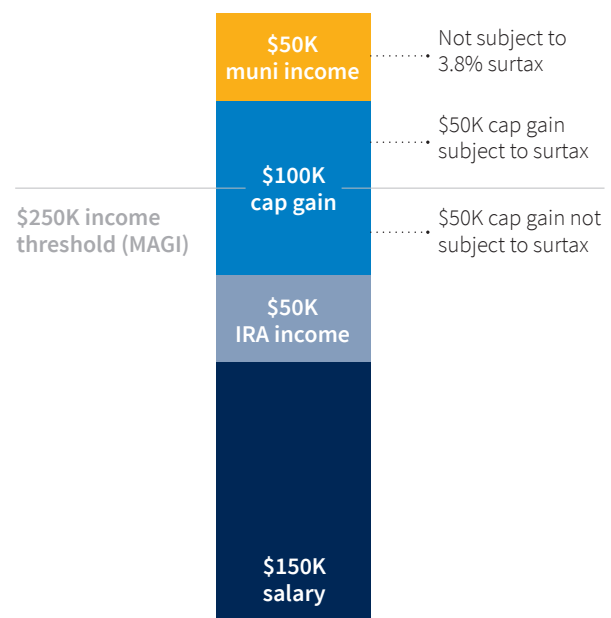 $50K
muni income
Not subject to
3.8% surtax
$50K cap gain
subject to surtax
$100K
cap gain
$250K income
threshold (MAGI)
$50K cap gain not
subject to surtax
$50K
IRA income
$150K
salary